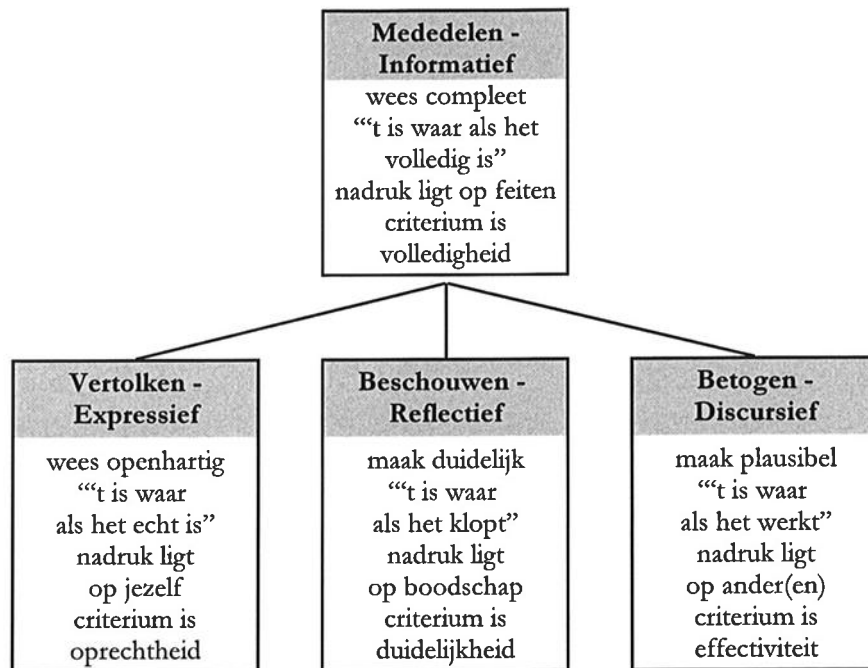 Mededelen -
Informatief
wees compleet
“‘t is waar als het
volledig is”
nadruk ligt op feiten
criterium is
volledigheid
Vertolken -
Expressief
wees openhartig
“‘t is waar
als het echt is”
nadruk ligt
op jezelf
criterium is
oprechtheid
Beschouwen -
Reflectief
maak duidelijk
“‘t is waar
als het klopt”
nadruk ligt
op boodschap
criterium is
duidelijkheid
Betogen -
Discursief
maak plausibel
“‘t is waar
als het werkt”
nadruk ligt
op ander(en)
criterium is
effectiviteit